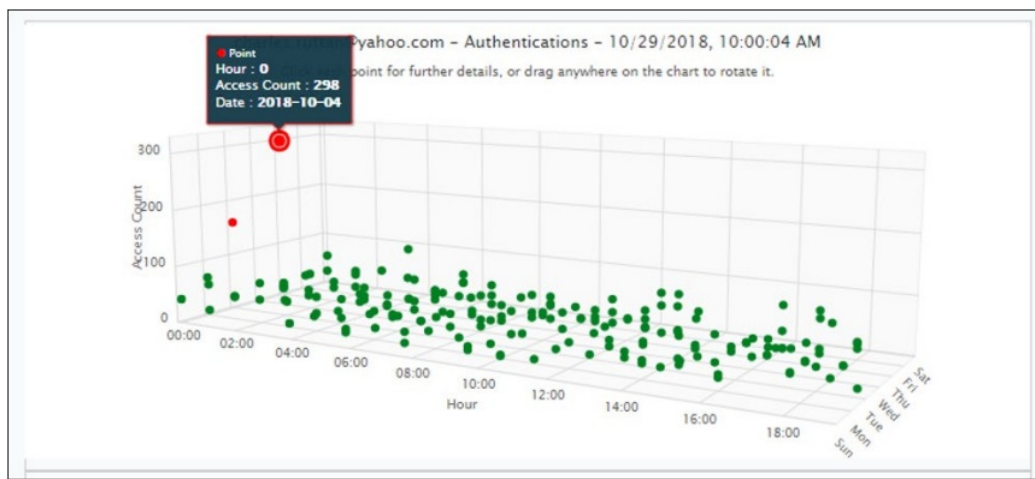 @yahoo.com – Authentications – 10/29/2018, 10:00:04 AM
point for further details, or drag anywhere on the chart to rotate it.
Point
Hour : 0
Access Count : 298
Date : 2018-10-04
300
200
100
0
Access Count
00:00
02:00
04:00
06:00
08:00
10:00
12:00
14:00
16:00
18:00
Hour
Sun
Mon
Tue
Wed
Thu
Fri
Sat